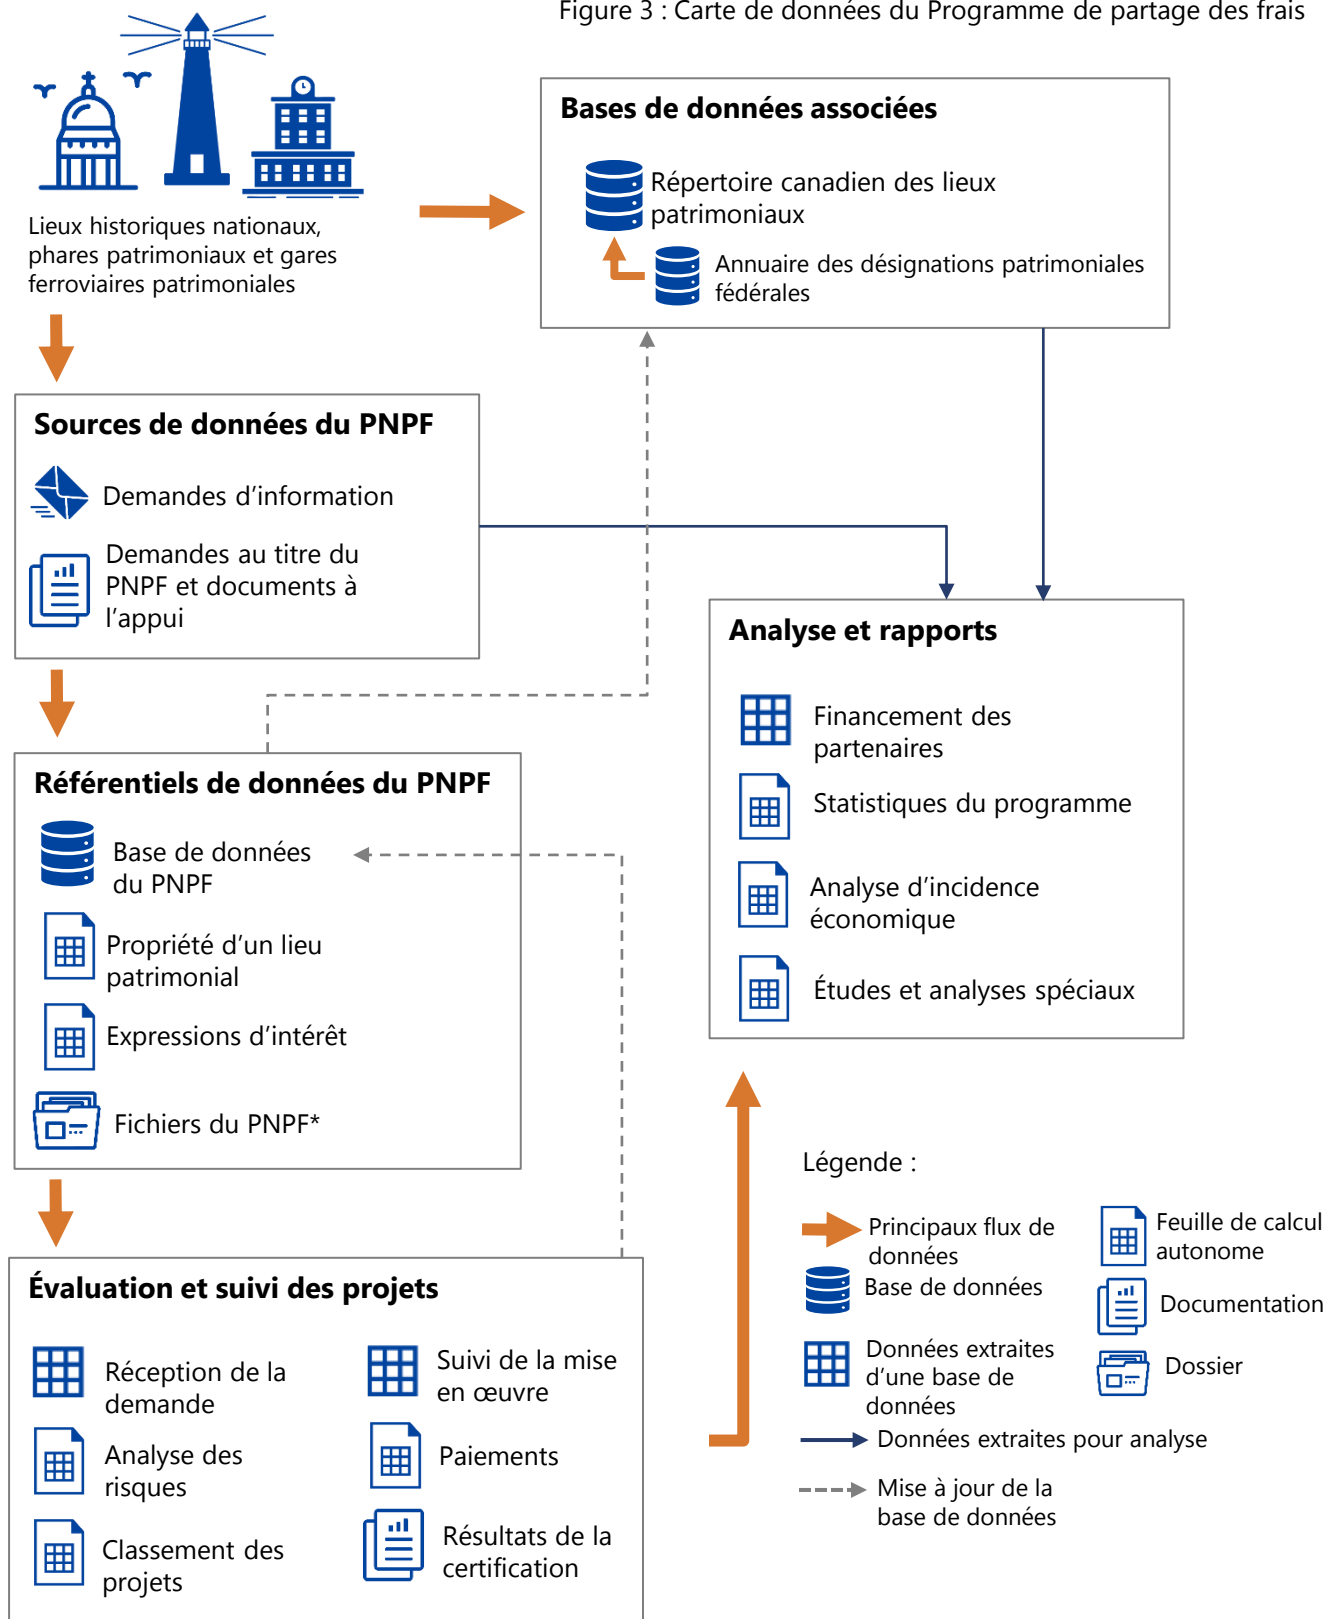 Figure 3 : Carte de données du Programme de partage des frais
Lieux historiques nationaux,
phares patrimoniaux et gares
ferroviaires patrimoniales
Bases de données associées
Répertoire canadien des lieux
patrimoniaux
Annuaire des désignations patrimoniales
fédérales
Sources de données du PNPF
Demandes d’information
Demandes au titre du
PNPF et documents à
l’appui
Référentiels de données du PNPF
Base de données
du PNPF
Propriété d’un lieu
patrimonial
Expressions d’intérêt
Fichiers du PNPF*
Évaluation et suivi des projets
Réception de la
demande
Analyse des
risques
Classement des
projets
Suivi de la mise
en œuvre
Paiements
Résultats de la
certification
Analyse et rapports
Financement des
partenaires
Statistiques du programme
Analyse d’incidence
économique
Études et analyses spéciaux
Légende :
Principaux flux de
données
Base de données
Données extraites
d’une base de
données
Données extraites pour analyse
Mise à jour de la
base de données
Feuille de calcul
autonome
Documentation
Dossier